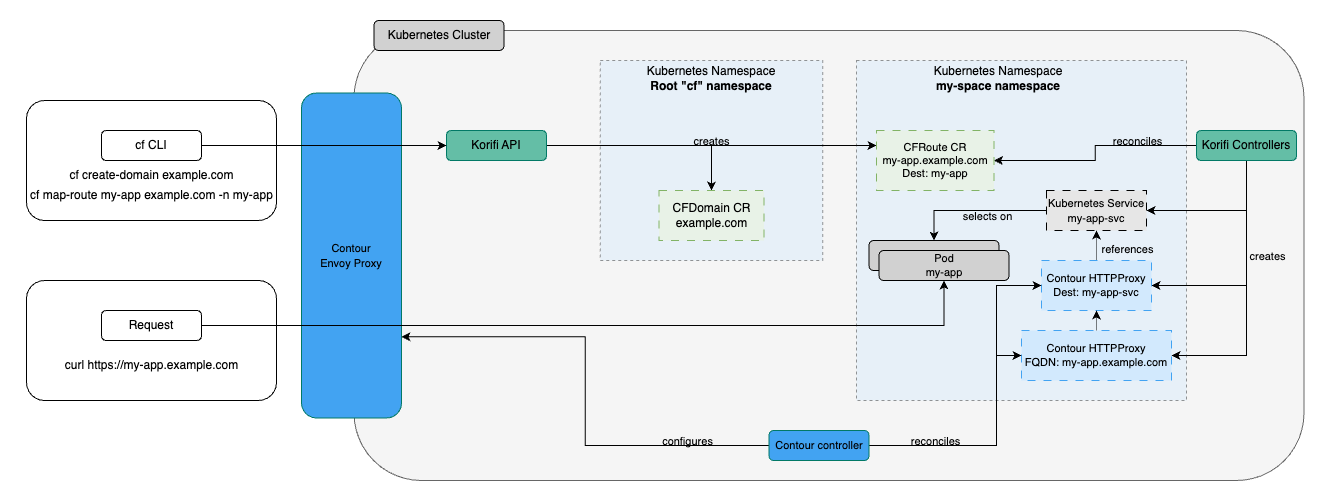 Kubernetes Cluster
Kubernetes Namespace
Root "cf" namespace
Kubernetes Namespace
my-space namespace
cf CLI
cf create-domain example.com
cf map-route my-app example.com -n my-app
Korifi API
creates
CFRoute CR
my-app.example.com
Dest: my-app
reconciles
Korifi Controllers
CFDomain CR
example.com
Kubernetes Service
my-app-svc
selects on
Contour
Envoy Proxy
Pod
my-app
references
creates
Contour HTTPProxy
Dest: my-app-svc
Request
curl https://my-app.example.com
Contour HTTPProxy
FQDN: my-app.example.com
configures
Contour controller
reconciles